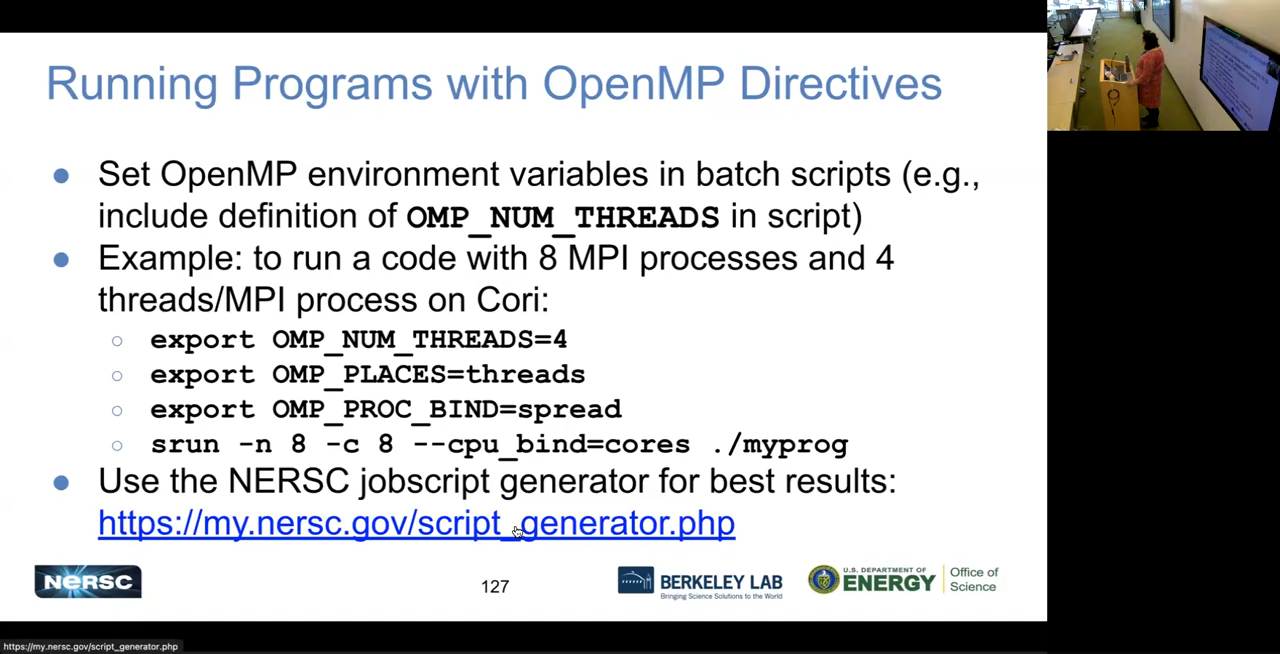 Running Programs with OpenMP Directives
● Set OpenMP environment variables in batch scripts (e.g.,
include definition of OMP_NUM_THREADS in script)
● Example: to run a code with 8 MPI processes and 4
threads/MPI process on Cori:
○ export OMP_NUM_THREADS=4
○ export OMP_PLACES=threads
○ export OMP_PROC_BIND=spread
○ srun -n 8 -c 8 --cpu_bind=cores ./myprog
● Use the NERSC jobscript generator for best results:
https://my.nersc.gov/script_generator.php
NERSC
127
BERKELEY LAB
Bringing Science Solutions to the World
U.S. DEPARTMENT OF
ENERGY
Office of
Science
https://my.nersc.gov/script_generator.php